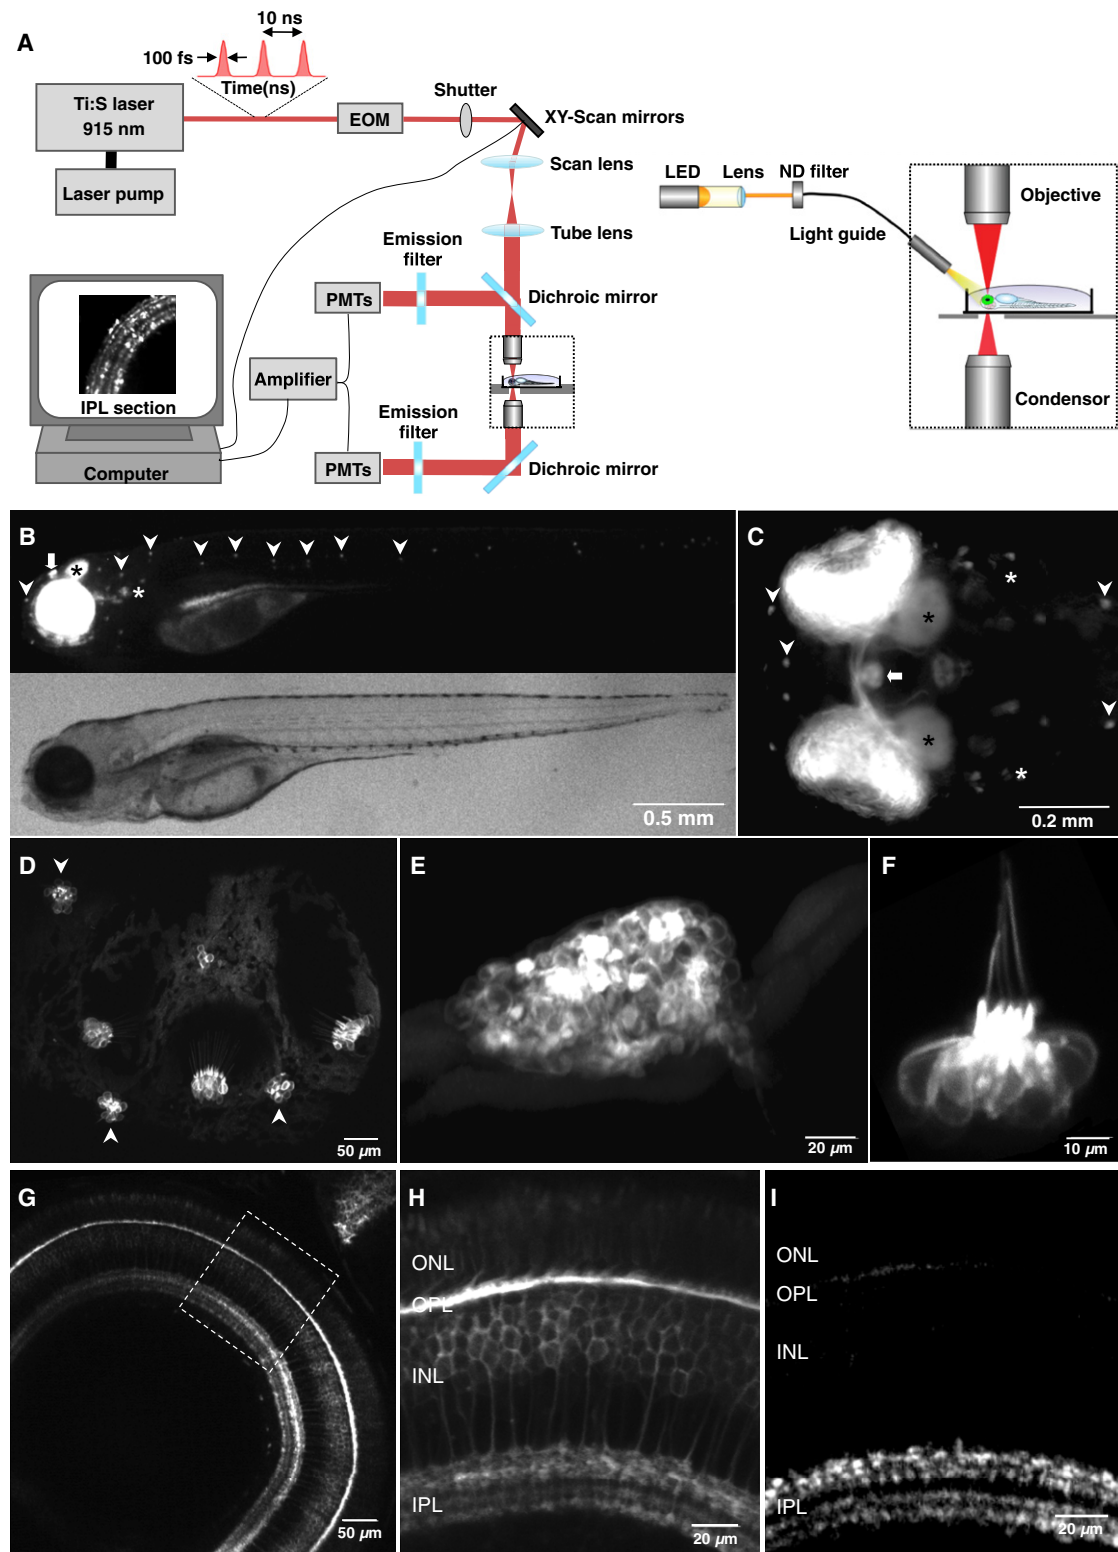 A
10 ns
100 fs
Time(ns)
Ti:S laser
915 nm
Laser pump
EOM
Shutter
XY-Scan mirrors
Scan lens
Tube lens
Emission
filter
PMTs
Dichroic mirror
Amplifier
IPL section
Computer
Emission
filter
PMTs
Dichroic mirror
LED
Lens
ND filter
Light guide
Objective
Condensor
B
*
*
0.5 mm
C
*
*
*
*
0.2 mm
D
50 µm
E
20 µm
F
10 µm
G
50 µm
H
ONL
OPL
INL
IPL
20 µm
I
ONL
OPL
INL
IPL
20 µm